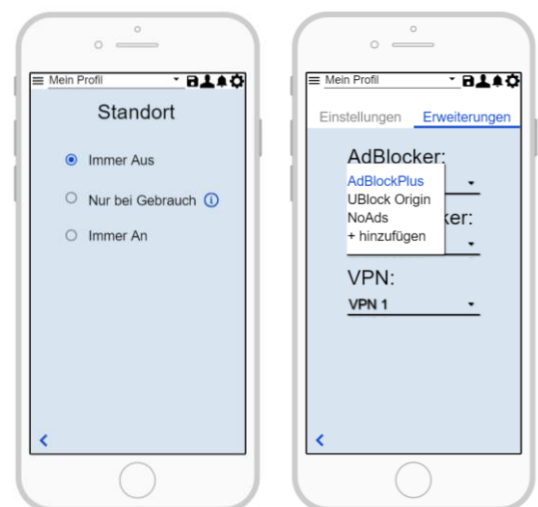 Mein Profil
Standort
Immer Aus
Nur bei Gebrauch
Immer An
Mein Profil
Einstellungen Erweiterungen
AdBlocker:
AdBlockPlus
UBlock Origin
NoAds
+ hinzufügen
ker:
VPN:
VPN 1